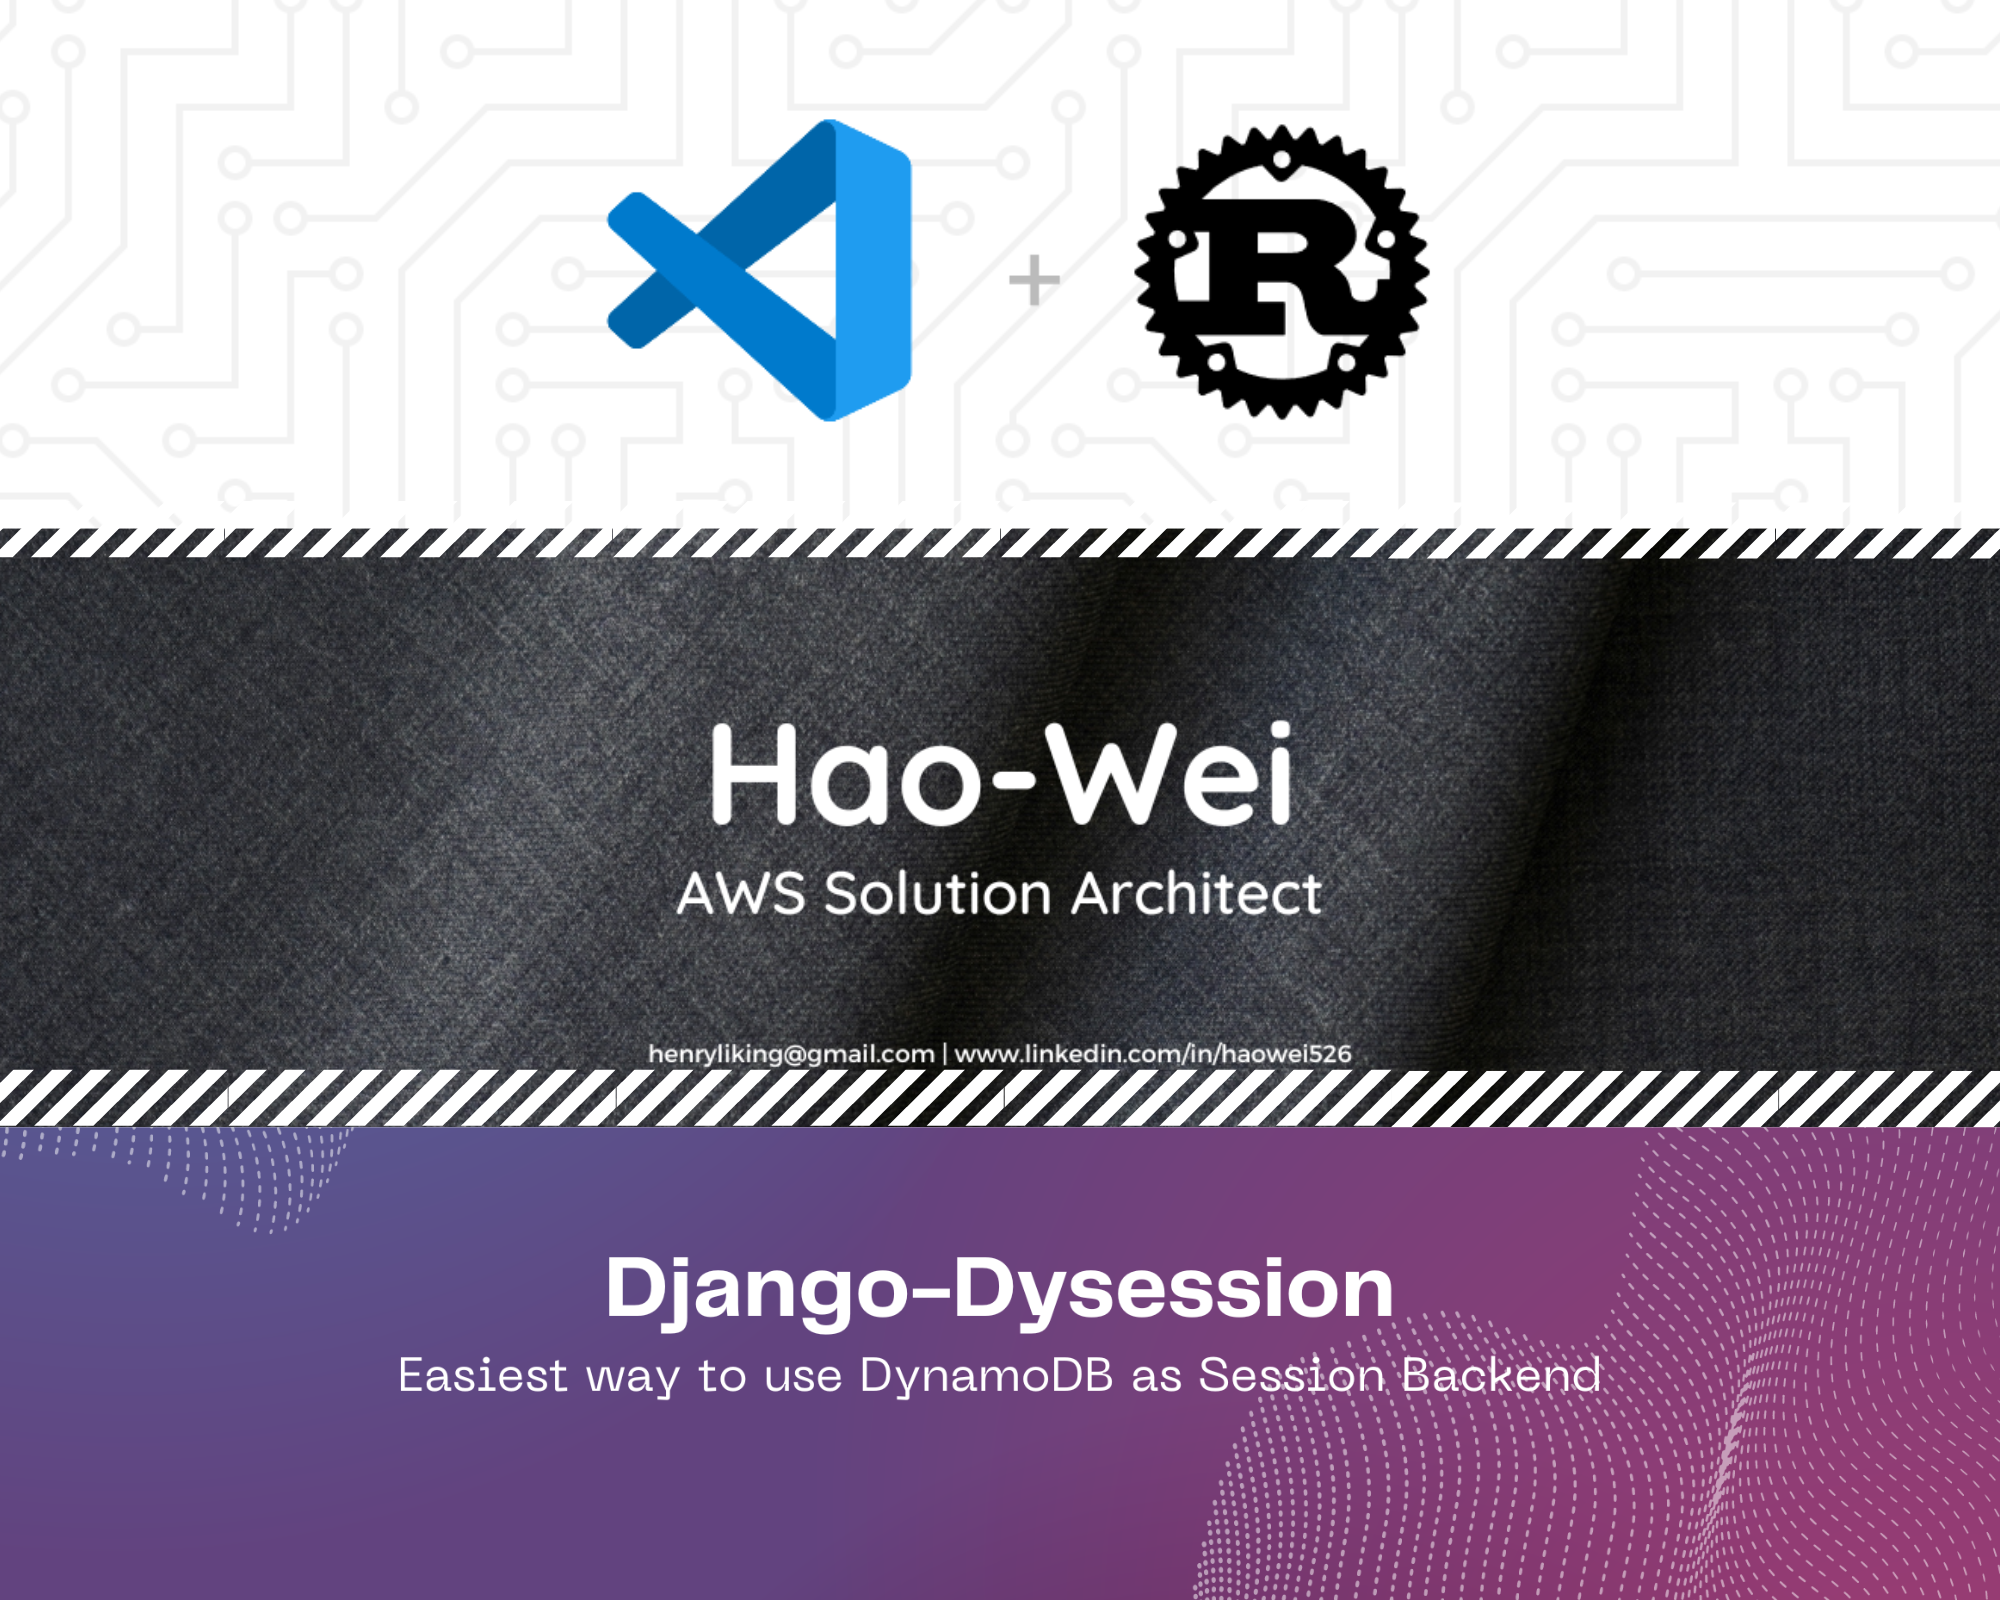 +
R
Hao-Wei
AWS Solution Architect
henryliking@gmail.com | www.linkedin.com/in/haowei526
Django-Dysession
Easiest way to use DynamoDB as Session Backend